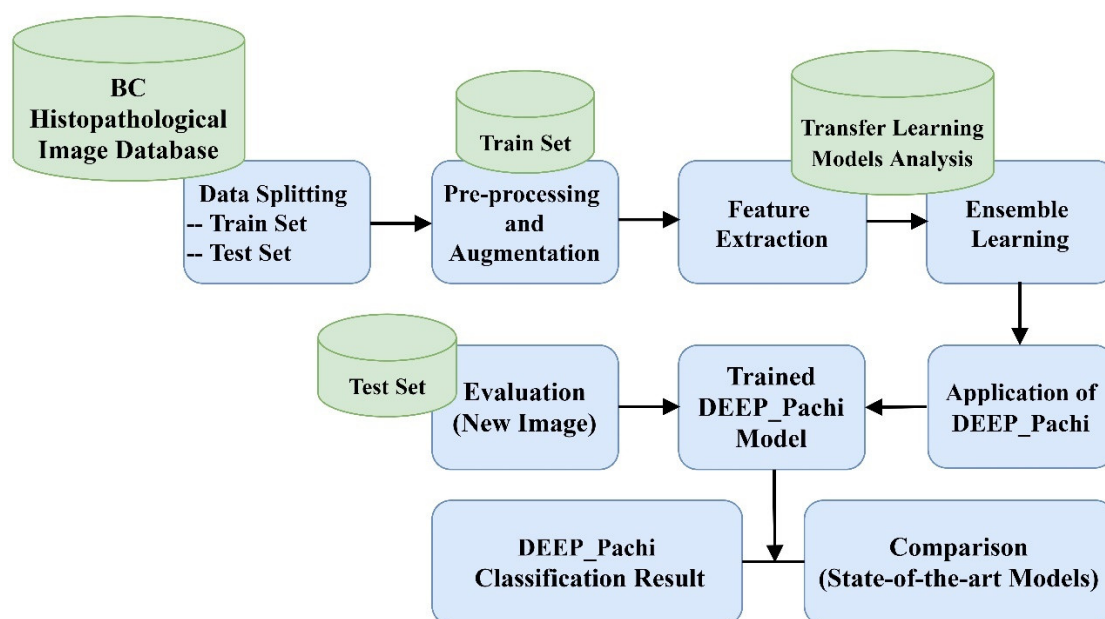 BC
Histopathological
Image Database
Data Splitting
-- Train Set
-- Test Set
Train Set
Pre-processing
and
Augmentation
Feature
Extraction
Transfer Learning
Models Analysis
Ensemble
Learning
Test Set
Evaluation
(New Image)
Trained
DEEP_Pachi
Model
Application of
DEEP_Pachi
DEEP_Pachi
Classification Result
Comparison
(State-of-the-art Models)